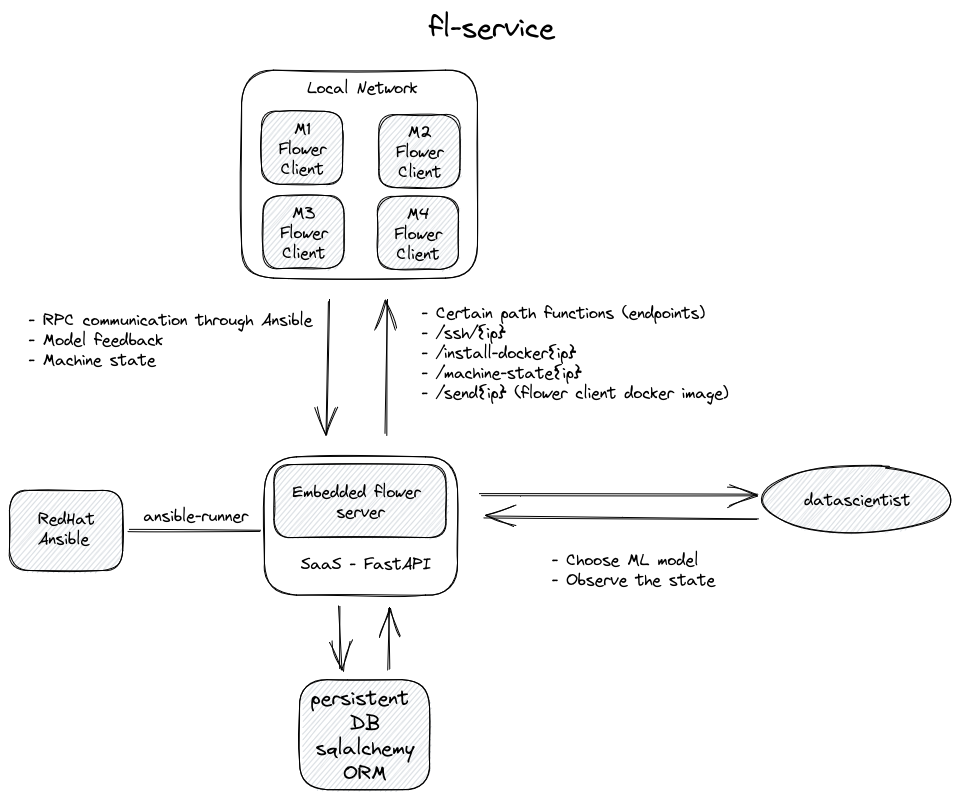 fl-service
Local Network
M1
Flower
Client
M2
Flower
Client
M3
Flower
Client
M4
Flower
Client
- RPC communication through Ansible
- Model feedback
- Machine state
- Certain path functions (endpoints)
- /ssh/{ip}
- /install-docker{ip}
- /machine-state{ip}
- /send{ip} (flower client docker image)
RedHat
Ansible
ansible-runner
Embedded flower
server
SaaS - FastAPI
datascientist
- Choose ML model
- Observe the state
persistent
DB
sqlalchemy
ORM